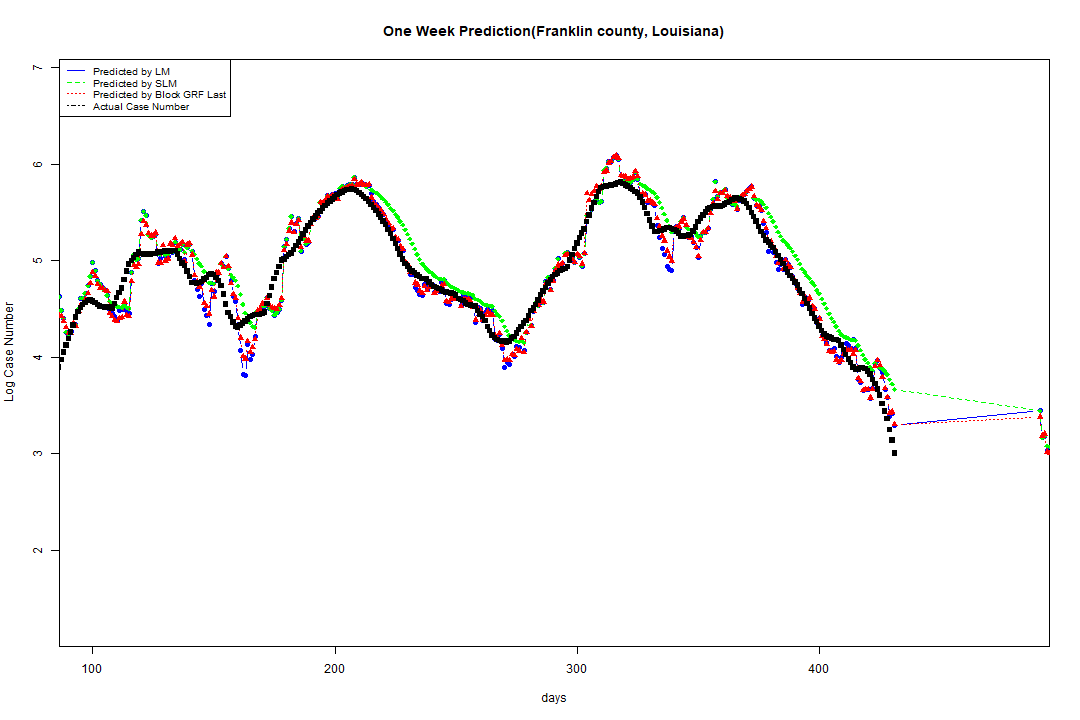 One Week Prediction(Franklin county, Louisiana)
7
Predicted by LM
Predicted by SLM
Predicted by Block GRF Last
Actual Case Number
6
5
4
3
2
Log Case Number
100 200 300 400
days